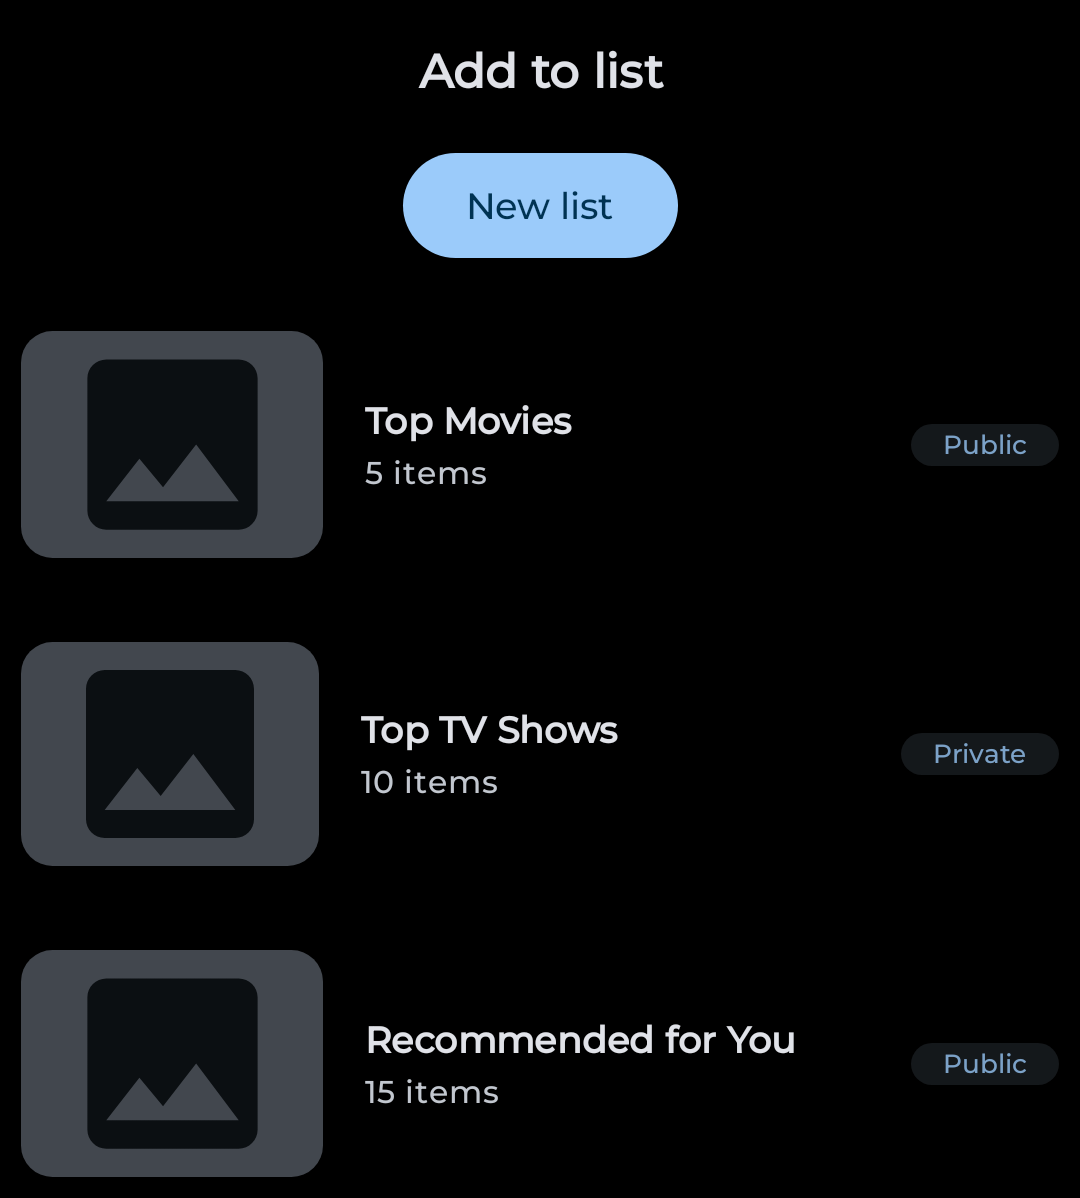 Add to list
New list
Top Movies
5 items
Public
Top TV Shows
10 items
Private
Recommended for You
15 items
Public